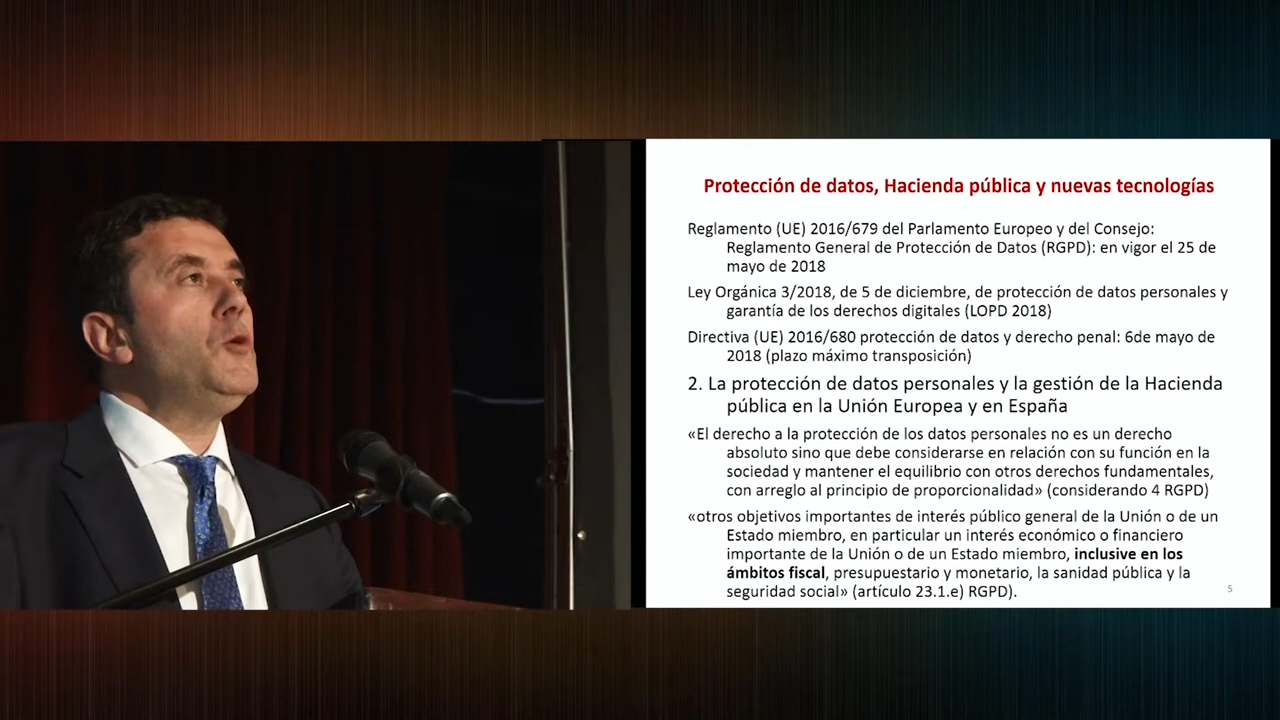 Protección de datos, Hacienda pública y nuevas tecnologías
Reglamento (UE) 2016/679 del Parlamento Europeo y del Consejo:
Reglamento General de Protección de Datos (RGPD): en vigor el 25 de
mayo de 2018
Ley Orgánica 3/2018, de 5 de diciembre, de protección de datos personales y
garantía de los derechos digitales (LOPD 2018)
Directiva (UE) 2016/680 protección de datos y derecho penal: 6de mayo de
2018 (plazo máximo transposición)
2. La protección de datos personales y la gestión de la Hacienda
pública en la Unión Europea y en España
«El derecho a la protección de los datos personales no es un derecho
absoluto sino que debe considerarse en relación con su función en la
sociedad y mantener el equilibrio con otros derechos fundamentales,
con arreglo al principio de proporcionalidad» (considerando 4 RGPD)
«otros objetivos importantes de interés público general de la Unión o de un
Estado miembro, en particular un interés económico o financiero
importante de la Unión o de un Estado miembro, inclusive en los
ámbitos fiscal, presupuestario y monetario, la sanidad pública y la
seguridad social» (artículo 23.1.e) RGPD).
5